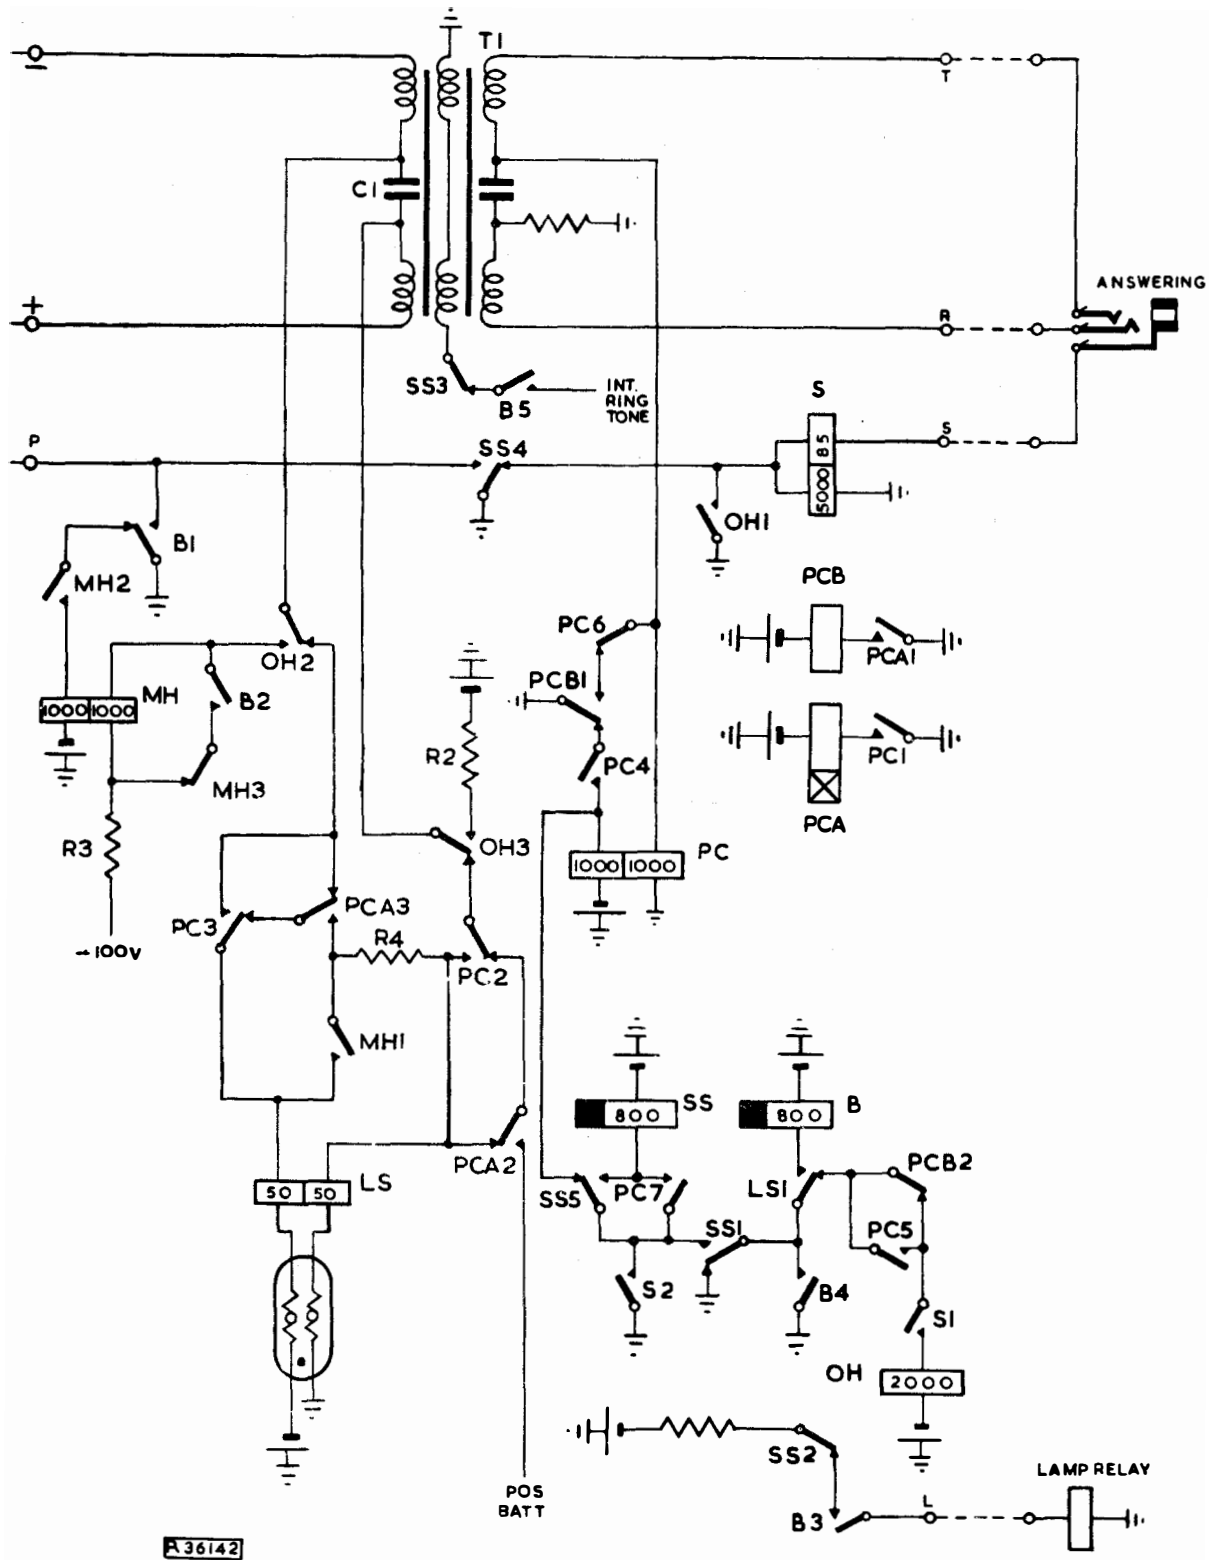 T1
−
T
C1
ANSWERING
+
R
SS3
B5
INT.
RING
TONE
S
P
SS4
85
S
5000
B1
OH1
MH2
PCB
PC6
PCA1
OH2
PCB1
MH
1000
1000
B2
R2
PC4
PC1
MH3
PCA
R3
OH3
1000
1000
PC
PCA3
PC3
R4
-100V
PC2
MH1
SS
800
B
800
PCA2
PCB2
LS
50
50
SS5
PC7
LS1
SS1
PC5
S2
B4
S1
OH
2000
SS2
LAMP RELAY
POS
BATT
B3
L
A36142